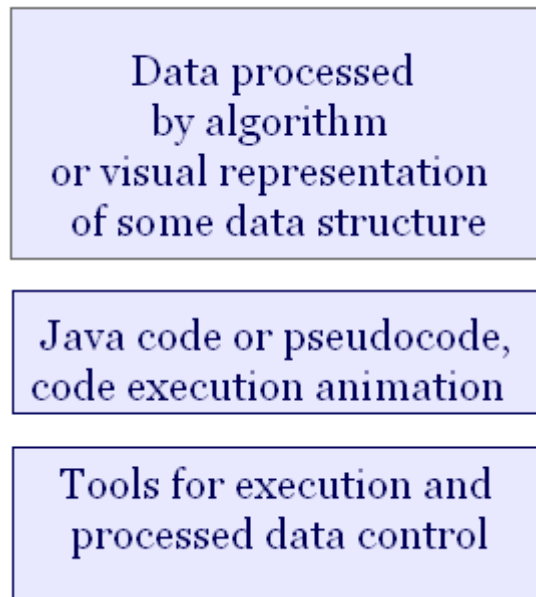 Data processed
by algorithm
or visual representation
of some data structure
Java code or pseudocode,
code execution animation
Tools for execution and
processed data control